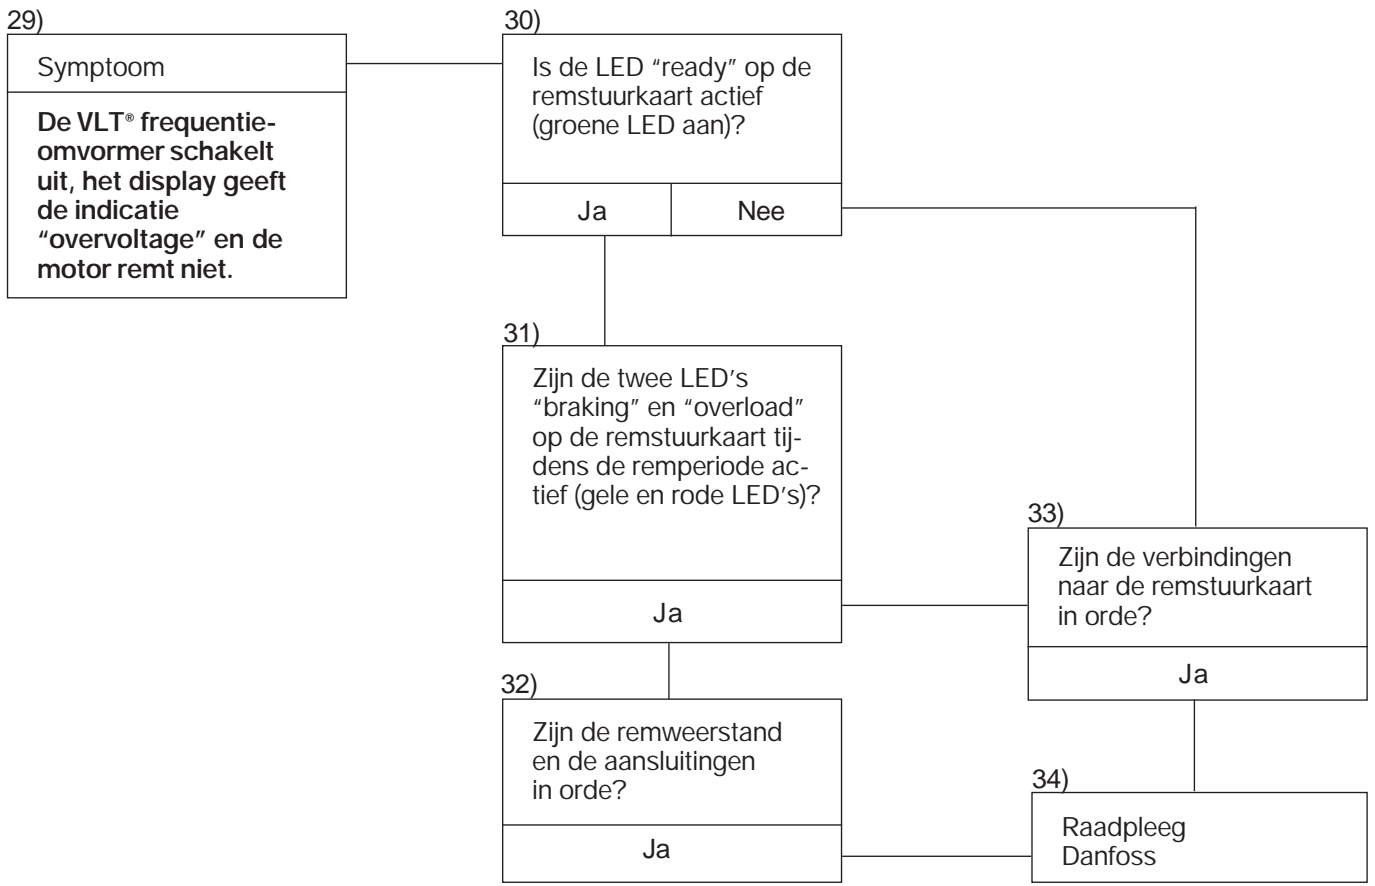 29)
Symptoom
De VLT® frequentie-
omvormer schakelt
uit, het display geeft
de indicatie
“overvoltage” en de
motor remt niet.
30)
Is de LED “ready” op de
remstuurkaart actief
(groene LED aan)?
Ja
Nee
31)
Zijn de twee LED’s
“braking” en “overload”
op de remstuurkaart tij-
dens de remperiode ac-
tief (gele en rode LED’s)?
Ja
32)
Zijn de remweerstand
en de aansluitingen
in orde?
Ja
33)
Zijn de verbindingen
naar de remstuurkaart
in orde?
Ja
34)
Raadpleeg
Danfoss